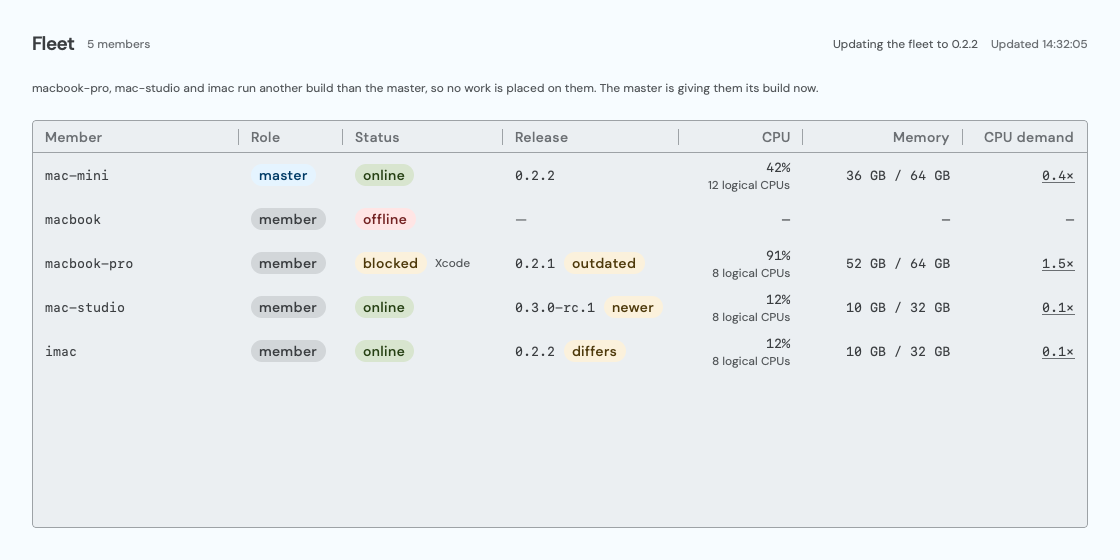 Fleet 5 members Updating the fleet to 0.2.2 Updated 14:32:05
macbook-pro, mac-studio and imac run another build than the master, so no work is placed on them. The master is giving them its build now.
Member Role Status Release CPU Memory CPU demand
mac-mini master online 0.2.2 42% 36 GB / 64 GB 0.4×
12 logical CPUs
macbook member offline — — — —
macbook-pro member blocked Xcode 0.2.1 outdated 91% 52 GB / 64 GB 1.5×
8 logical CPUs
mac-studio member online 0.3.0-rc.1 newer 12% 10 GB / 32 GB 0.1×
8 logical CPUs
imac member online 0.2.2 differs 12% 10 GB / 32 GB 0.1×
8 logical CPUs